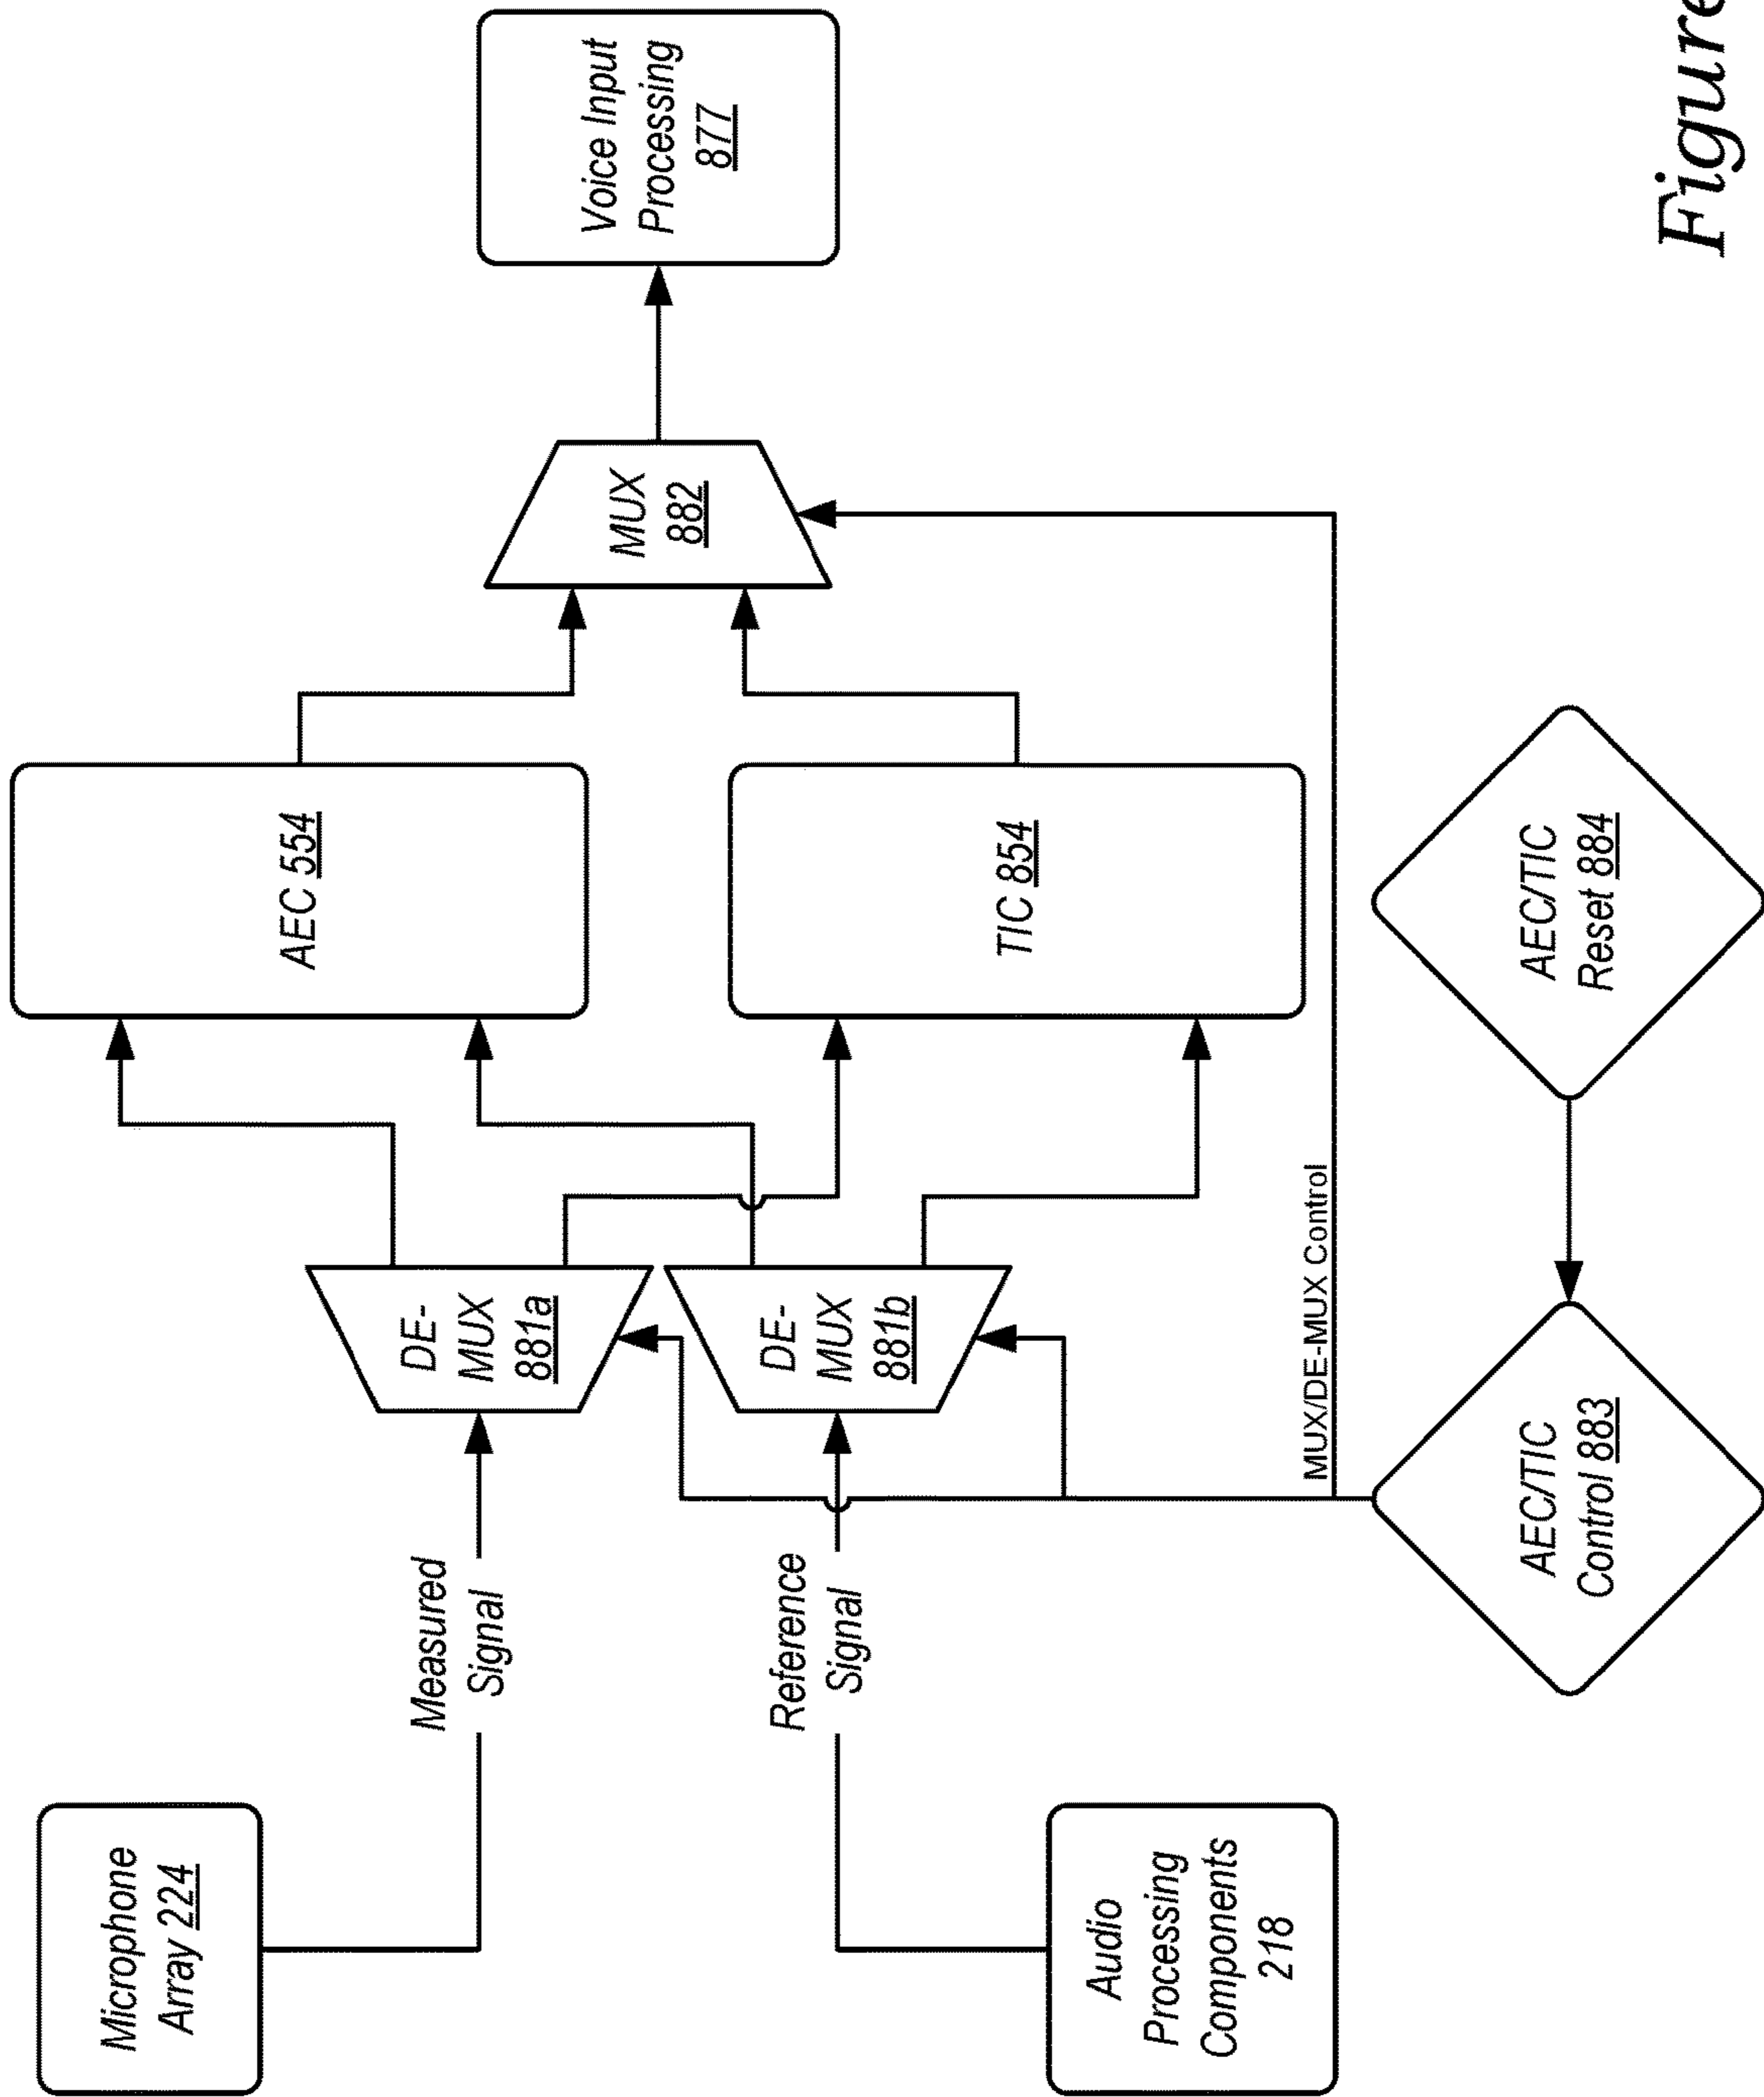 Microphone
Array 224
Measured
Signal
DE-
MUX
881a
AEC 554
MUX
882
Voice Input
Processing
877
Audio
Processing
Components
218
Reference
Signal
DE-
MUX
881b
TIC 854
MUX/DE-MUX Control
AEC/TIC
Control 883
AEC/TIC
Reset 884
Figure